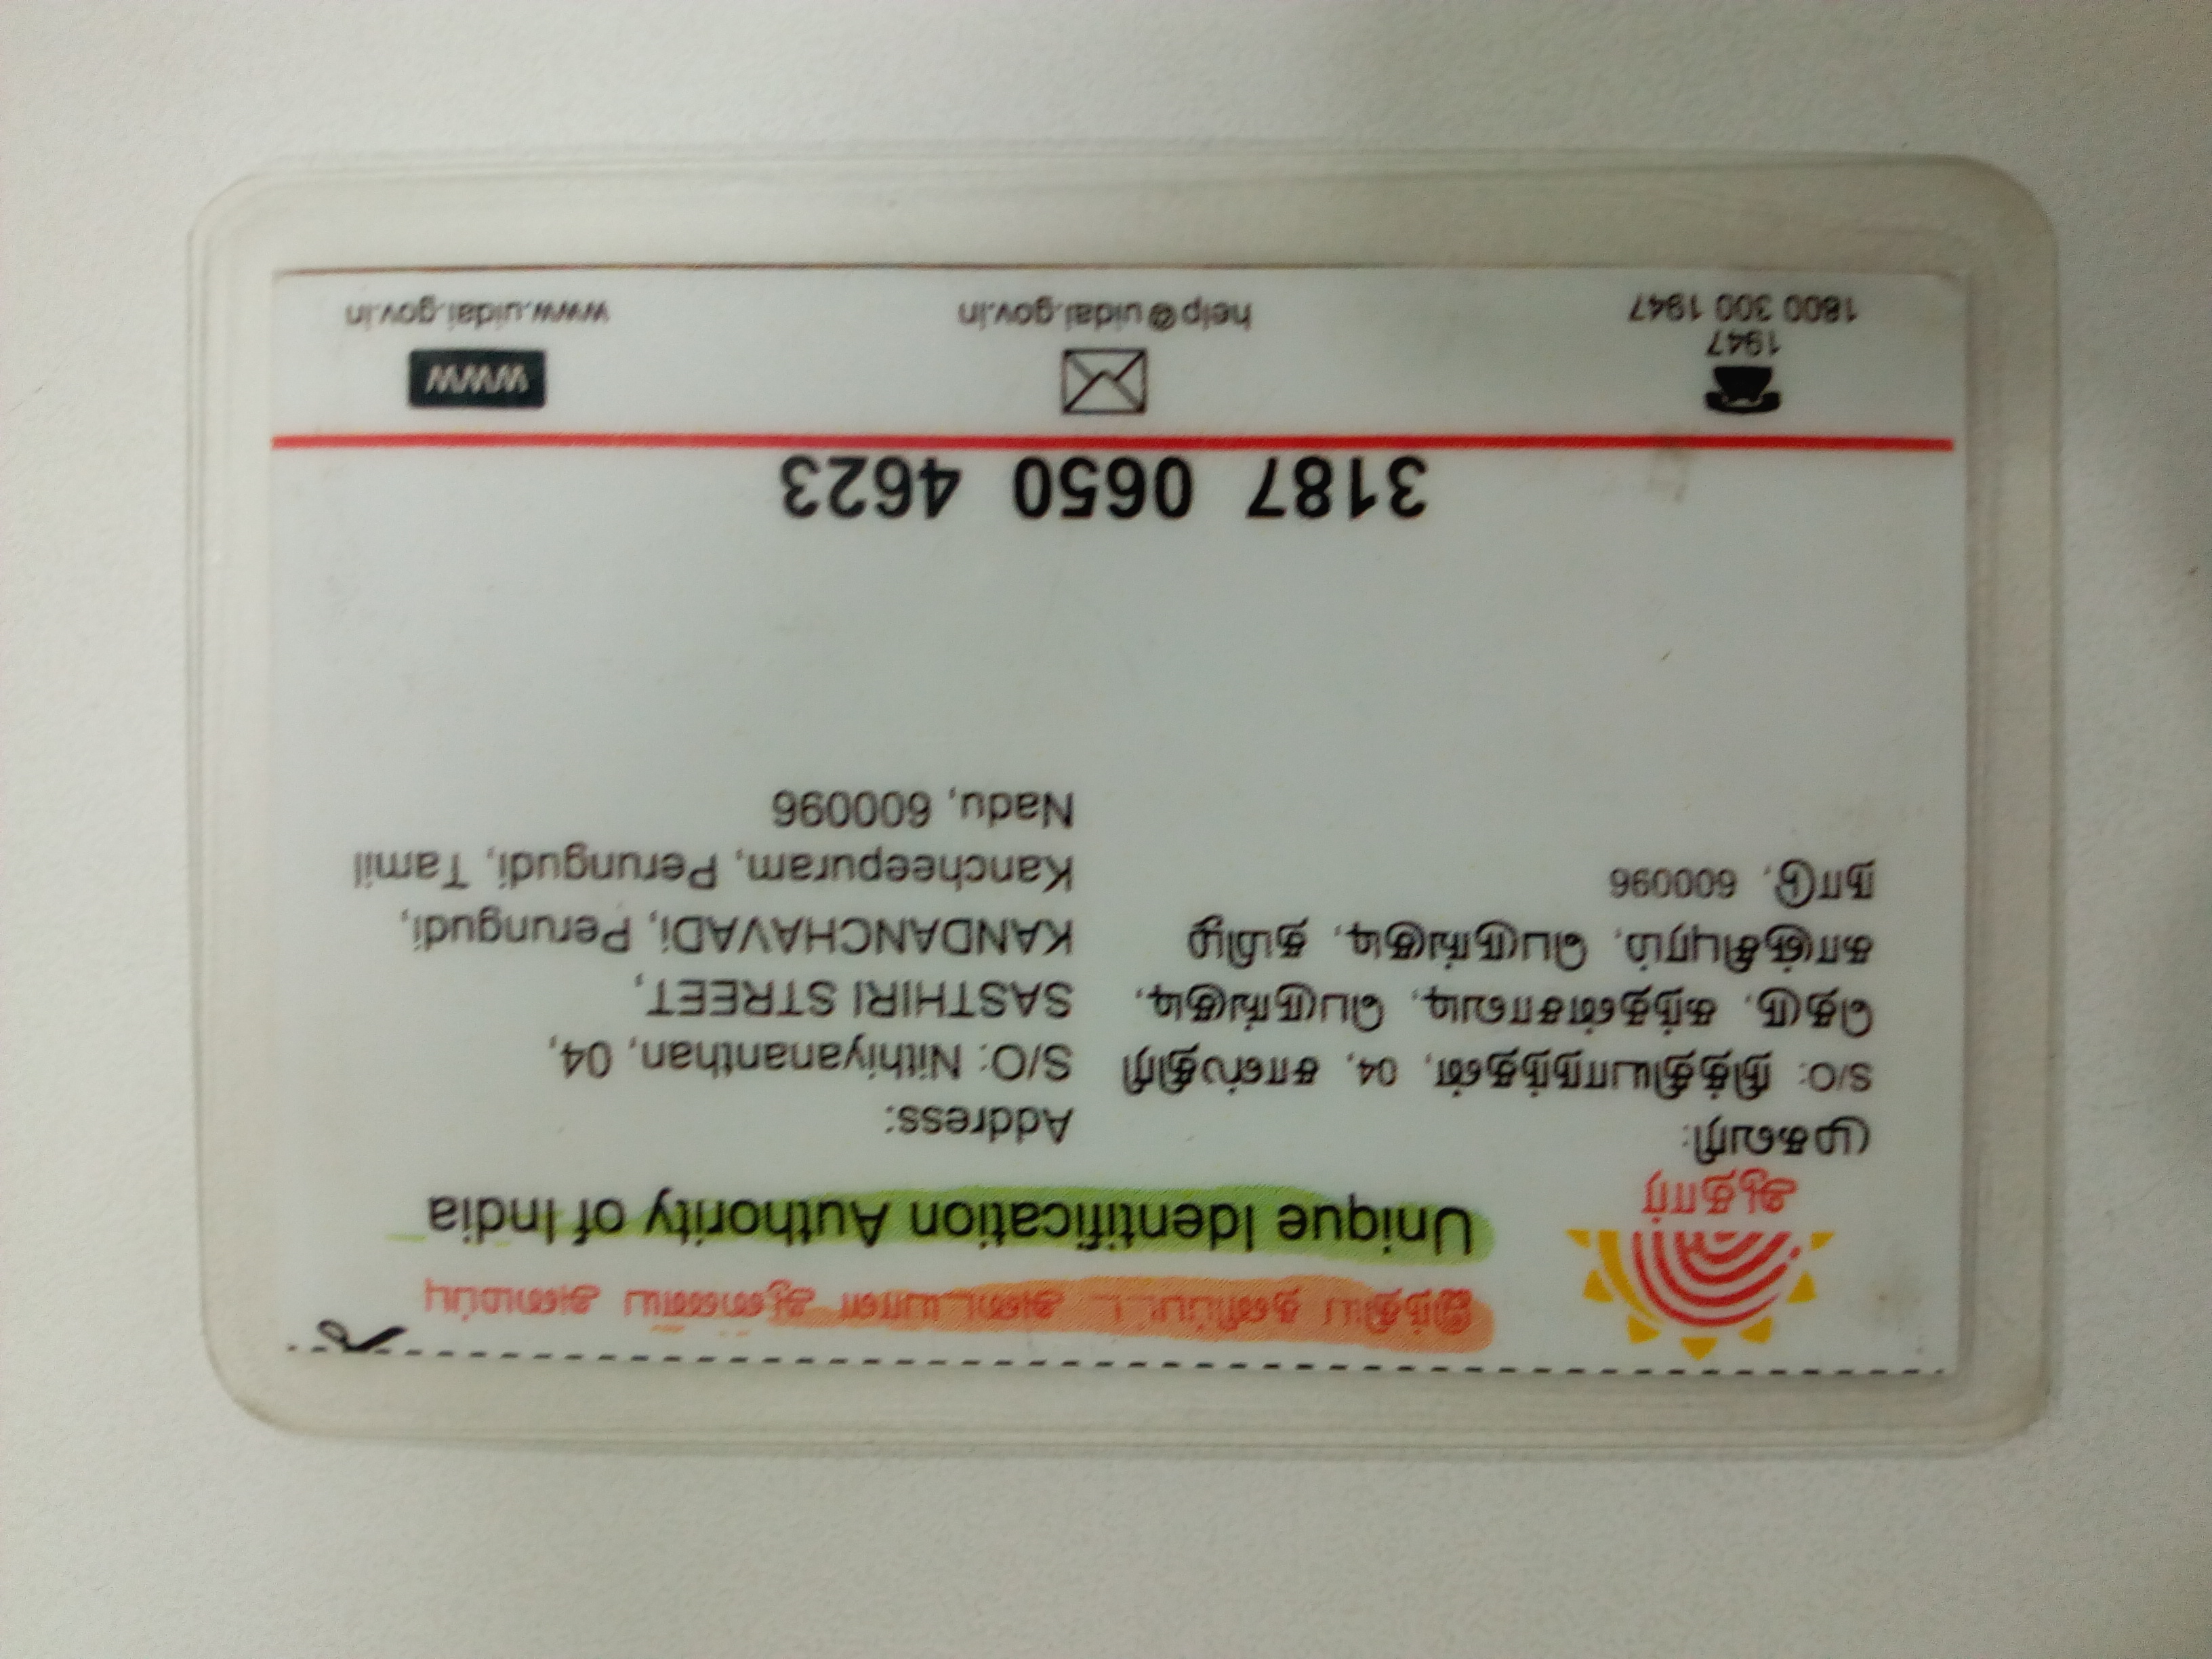 இந்திய தனிப்பட்ட அடையாள ஆணைய அமைப்பு
Unique Identification Authority of India
ஆதார்
முகவரி:
S/O: நித்தியாநந்தன், 04, சாஸ்திரி
தெரு, கந்தன்சாவடி, பெருங்குடி,
காஞ்சிபுரம், பெருங்குடி, தமிழ்
நாடு, 600096
Address:
S/O: Nithiyananthan, 04,
SASTHIRI STREET,
KANDANCHAVADi, Perungudi,
Kancheepuram, Perungudi, Tamil
Nadu, 600096
3187 0650 4623
1947
1800 300 1947
help@uidai.gov.in
WWW
www.uidai.gov.in